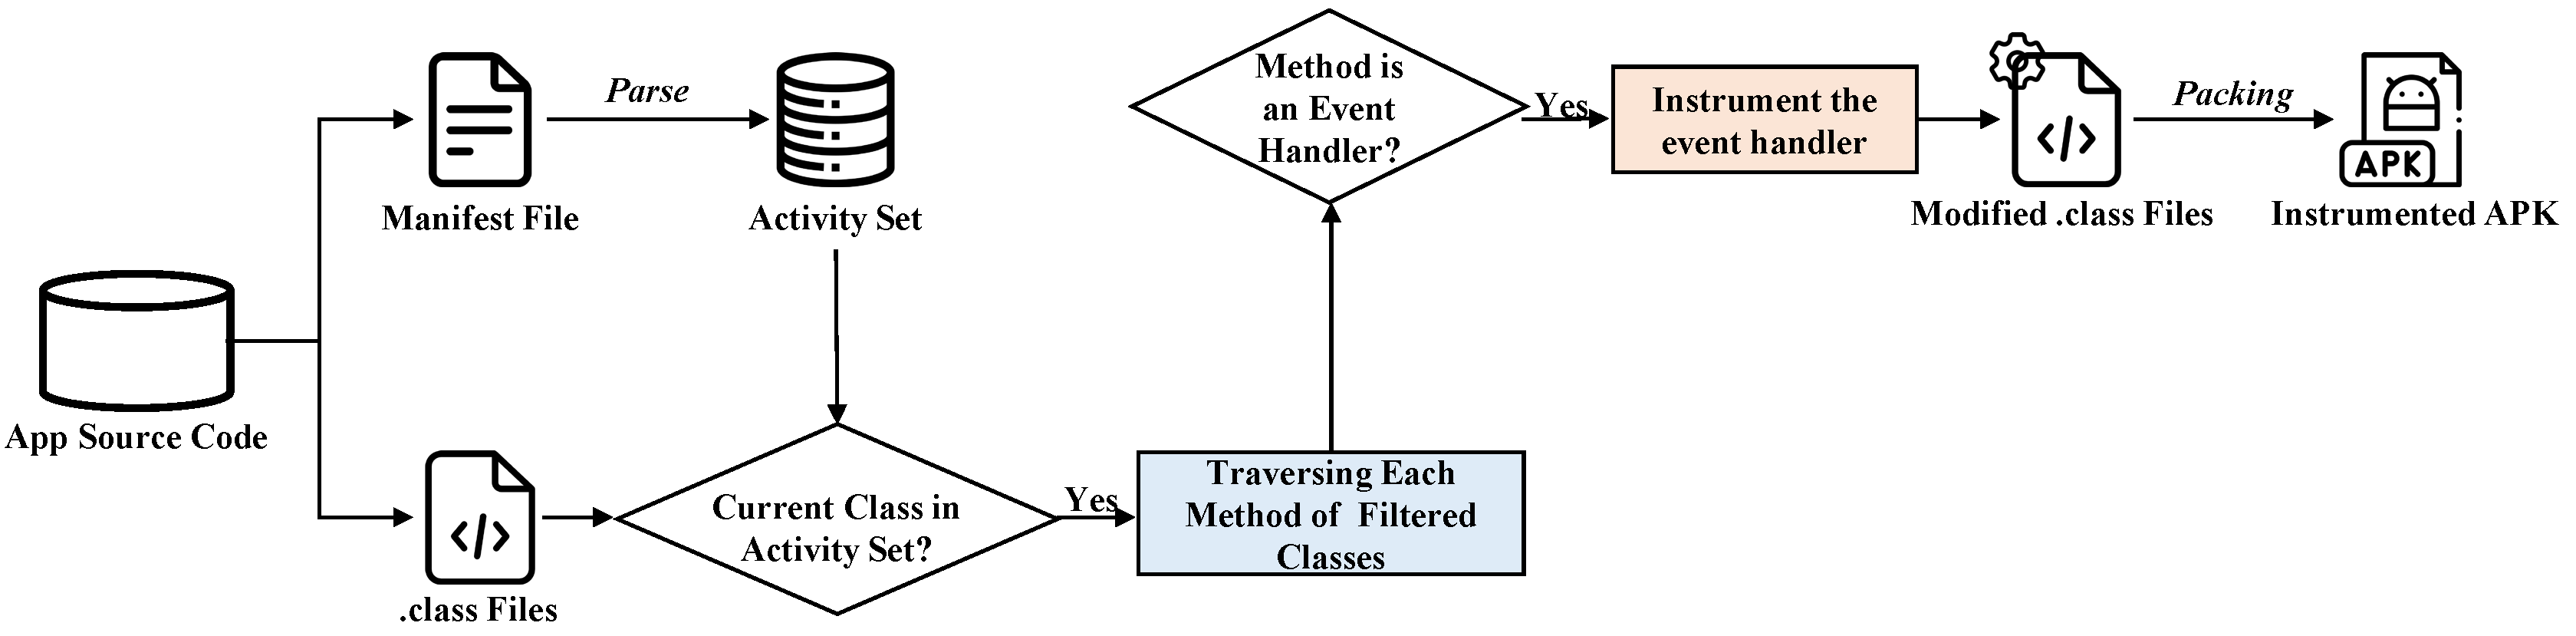 Parse
Manifest File
Activity Set
App Source Code
.class Files
Current Class in
Activity Set?
Yes
Traversing Each
Method of Filtered
Classes
Method is
an Event
Handler?
Yes
Instrument the
event handler
Modified .class Files
Packing
APK
Instrumented APK